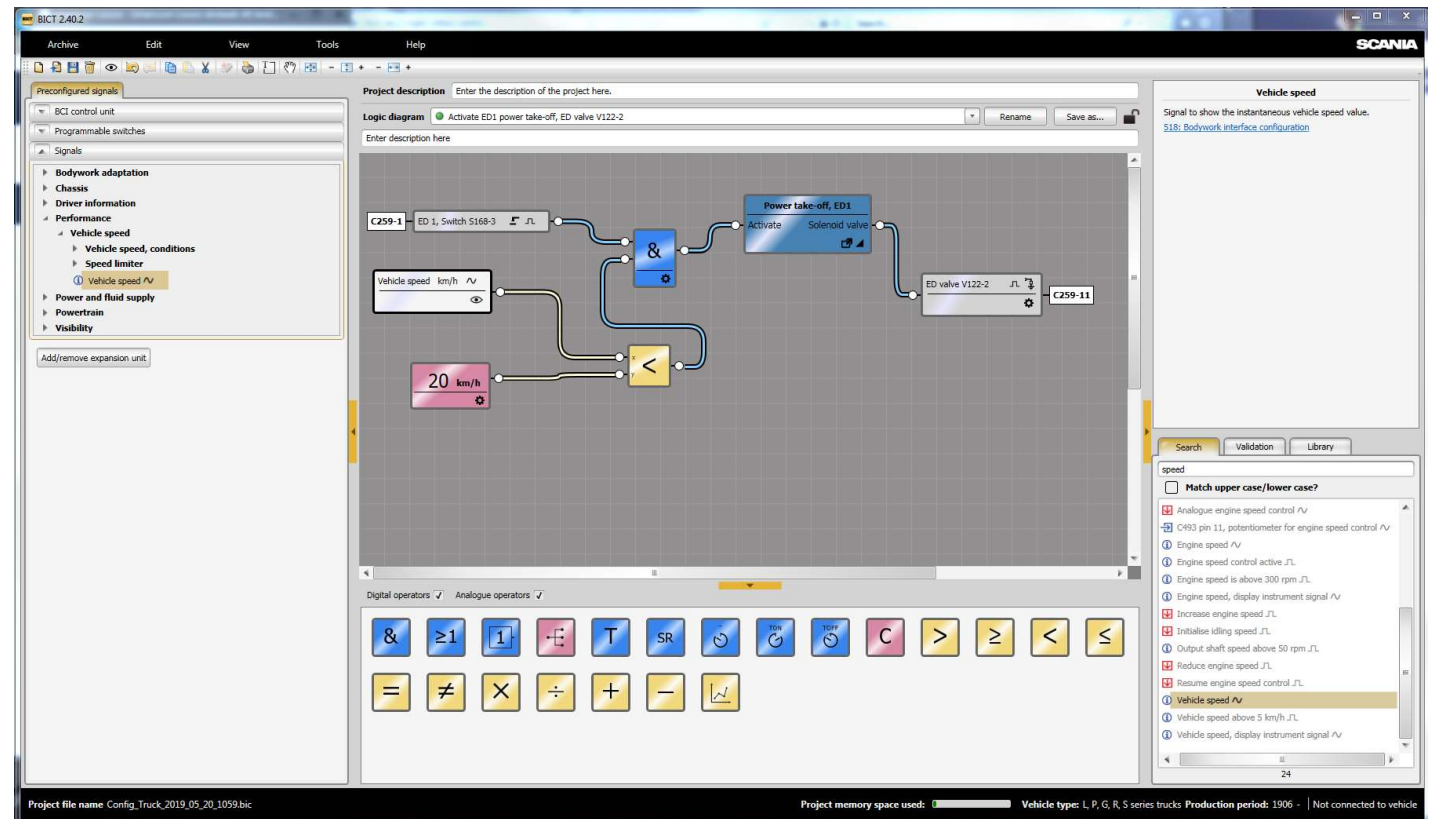 BICT BICT 2.40.2
Archive Edit View Tools Help SCANIA
Preconfigured signals
BCI control unit
Programmable switches
Signals
Bodywork adaptation
Chassis
Driver information
Performance
Vehicle speed
Vehicle speed, conditions
Speed limiter
Vehicle speed
Power and fluid supply
Powertrain
Visibility
Add/remove expansion unit
Project description Enter the description of the project here.
Logic diagram Activate ED1 power take-off, ED valve V122-2 Rename Save as...
Enter description here
C259-1 ED 1, Switch S168-3
&
Power take-off, ED1
Activate Solenoid valve
Vehicle speed km/h
ED valve V122-2 C259-11
x
y
<
20 km/h
Digital operators Analogue operators
& ≥1 1 T SR TON TOFF C > ≥ < ≤
= ≠ × ÷ + −
Vehicle speed
Signal to show the instantaneous vehicle speed value.
518: Bodywork interface configuration
Search Validation Library
speed
Match upper case/lower case?
Analogue engine speed control
C493 pin 11, potentiometer for engine speed control
Engine speed
Engine speed control active
Engine speed is above 300 rpm
Engine speed, display instrument signal
Increase engine speed
Initialise idling speed
Output shaft speed above 50 rpm
Reduce engine speed
Resume engine speed control
Vehicle speed
Vehicle speed above 5 km/h
Vehicle speed, display instrument signal
24
Project file name Config_Truck_2019_05_20_1059.bic Project memory space used: Vehicle type: L, P, G, R, S series trucks Production period: 1906 - Not connected to vehicle